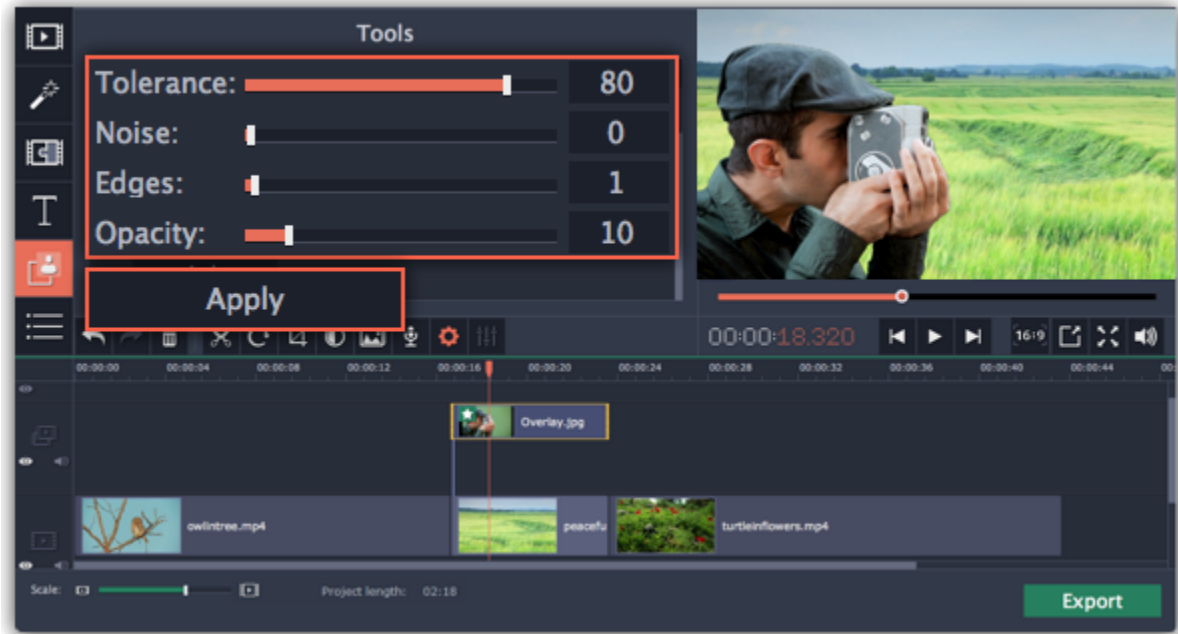 Tools
Tolerance: 80
Noise: 0
Edges: 1
Opacity: 10
Apply
T
00:00:18.320 16:9
00:00:00 00:00:04 00:00:08 00:00:12 00:00:16 00:00:20 00:00:24 00:00:28 00:00:32 00:00:36 00:00:40 00:00:44 00:
Overlay.jpg
owlintree.mp4 peacefu turtleinflowers.mp4
Scale: Project length: 02:18
Export